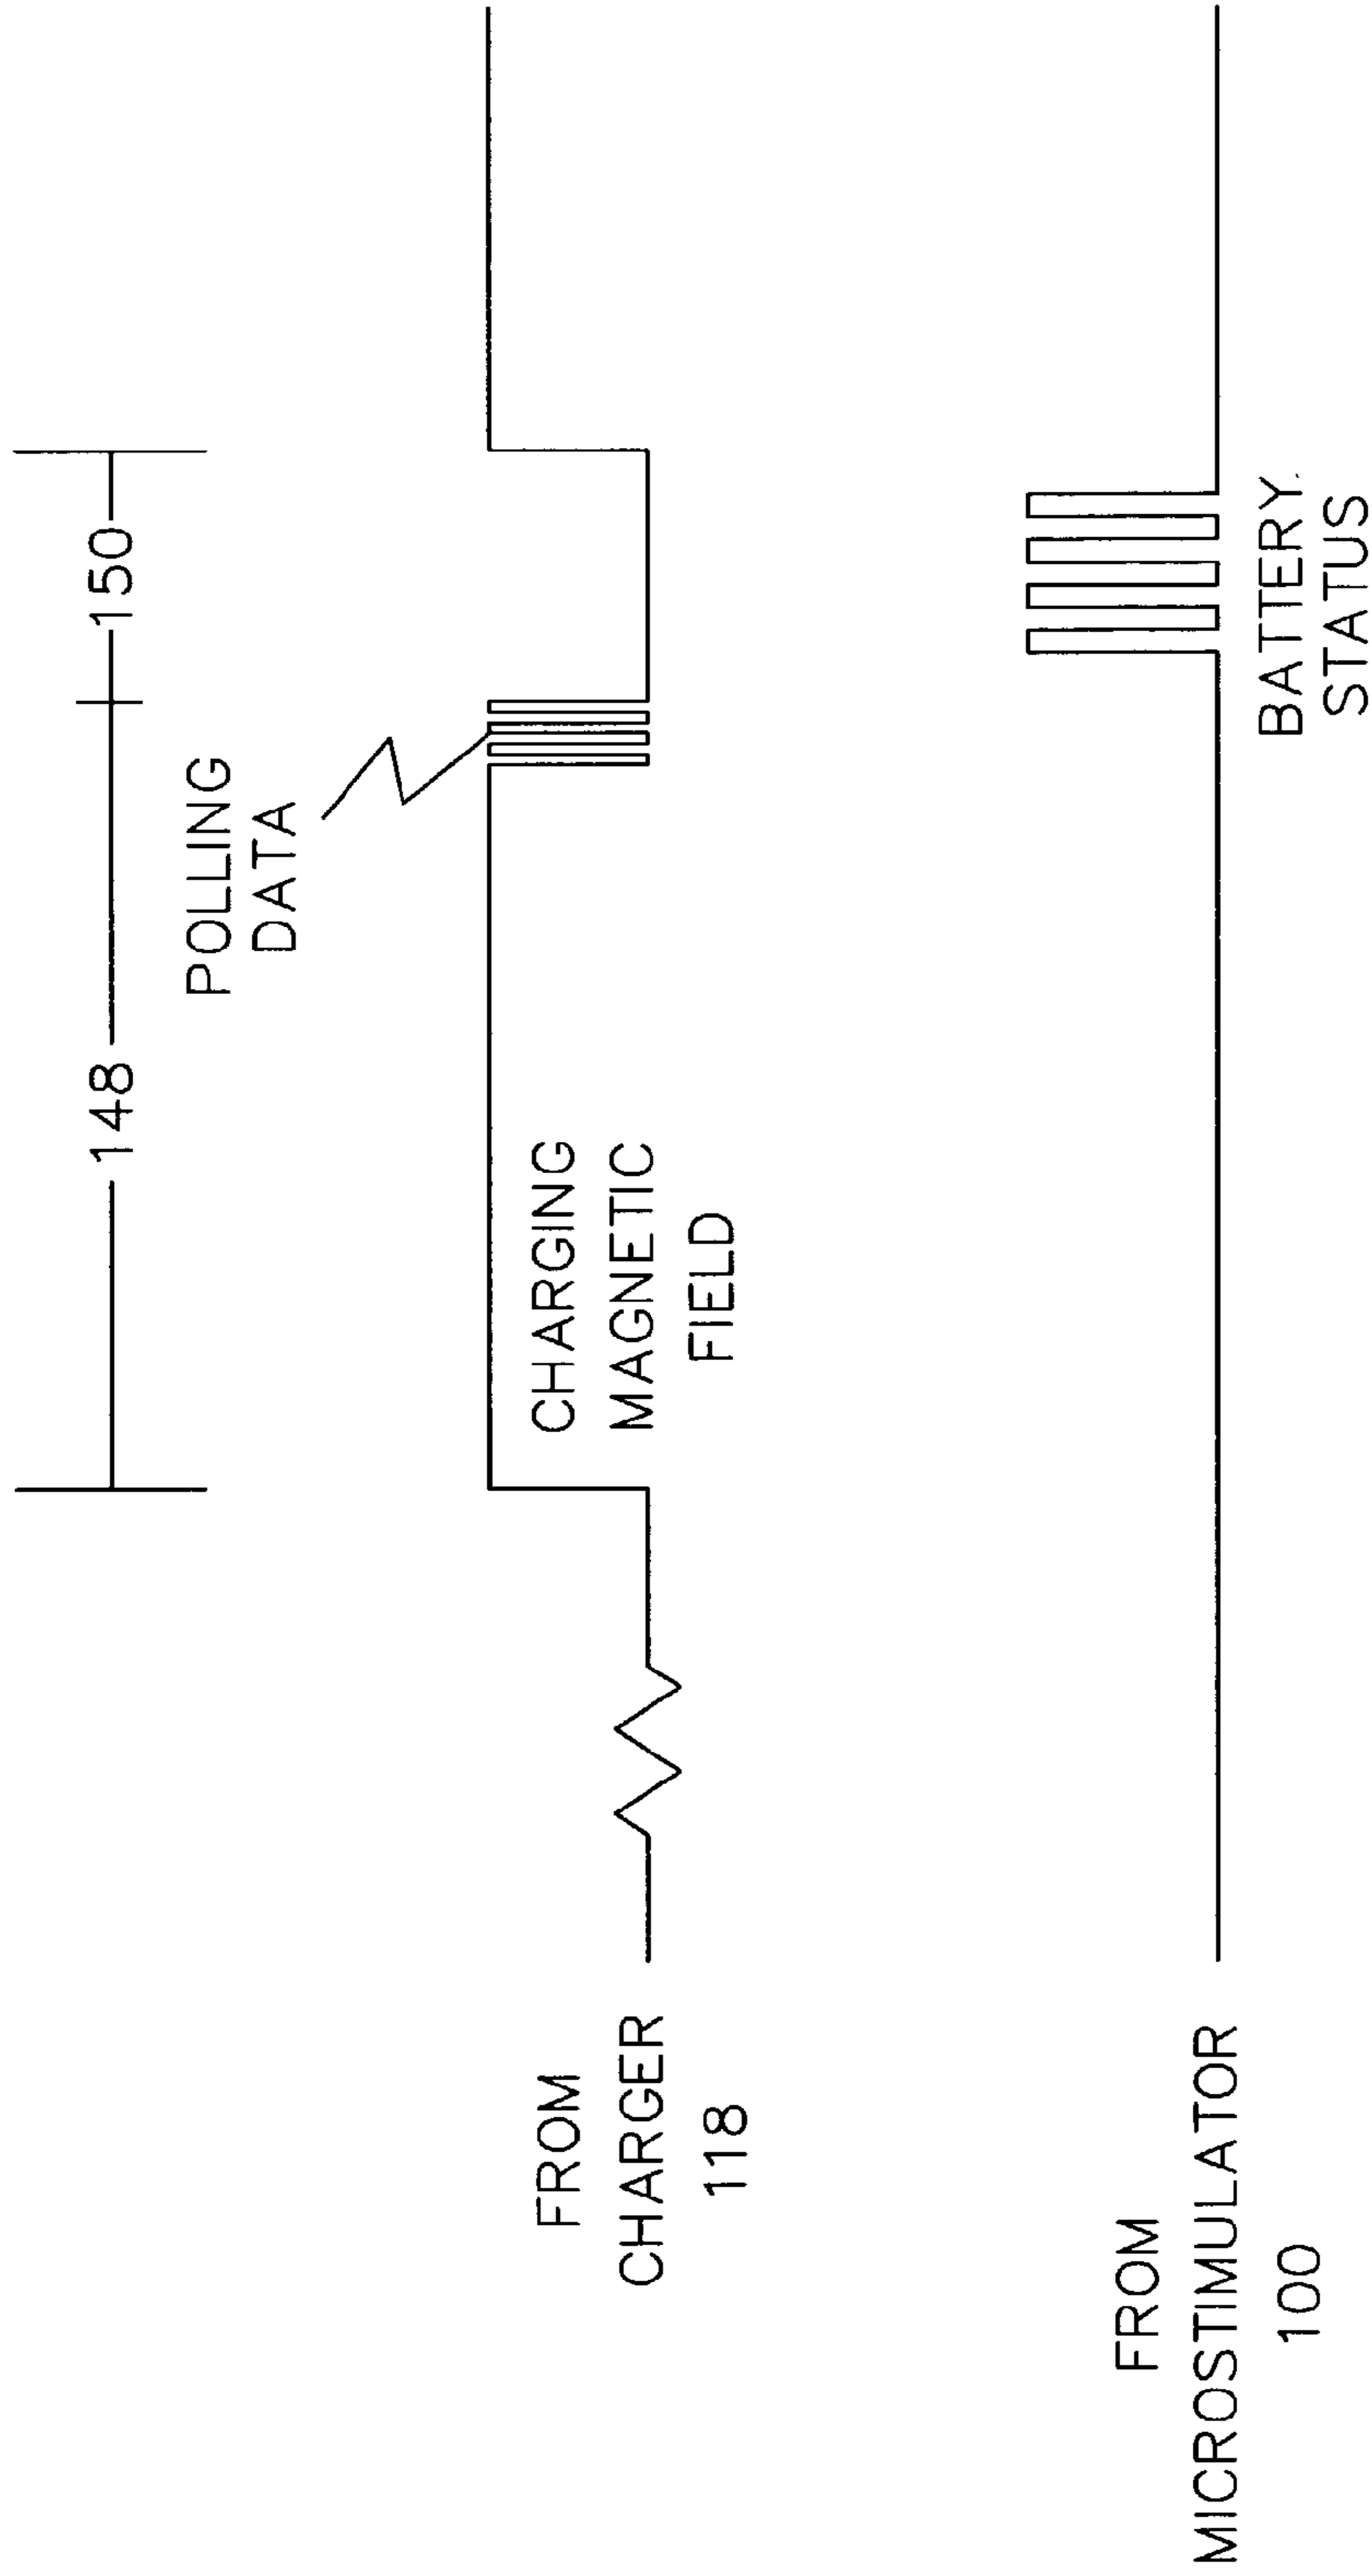 148
150
POLLING
DATA
FROM
CHARGER
118
CHARGING
MAGNETIC
FIELD
FROM
MICROSTIMULATOR
100
BATTERY
STATUS